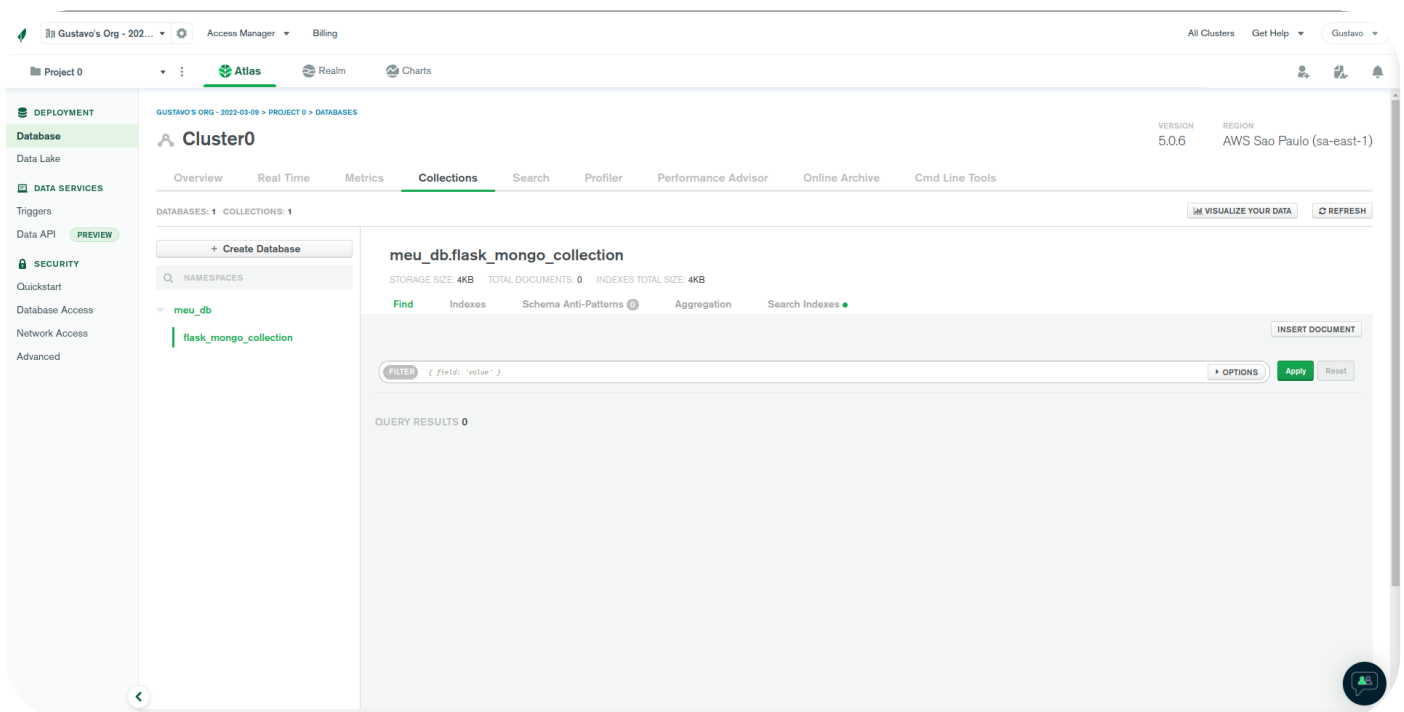 Gustavo's Org - 202... Access Manager Billing All Clusters Get Help Gustavo
Project 0 Atlas Realm Charts
DEPLOYMENT
Database
Data Lake
DATA SERVICES
Triggers
Data API PREVIEW
SECURITY
Quickstart
Database Access
Network Access
Advanced
GUSTAVO'S ORG - 2022-03-09 > PROJECT 0 > DATABASES
Cluster0
VERSION
5.0.6
REGION
AWS Sao Paulo (sa-east-1)
Overview Real Time Metrics Collections Search Profiler Performance Advisor Online Archive Cmd Line Tools
DATABASES: 1 COLLECTIONS: 1
VISUALIZE YOUR DATA REFRESH
+ Create Database
NAMESPACES
meu_db
flask_mongo_collection
meu_db.flask_mongo_collection
STORAGE SIZE: 4KB TOTAL DOCUMENTS: 0 INDEXES TOTAL SIZE: 4KB
Find Indexes Schema Anti-Patterns 0 Aggregation Search Indexes
INSERT DOCUMENT
FILTER { field: 'value' } OPTIONS Apply Reset
QUERY RESULTS 0